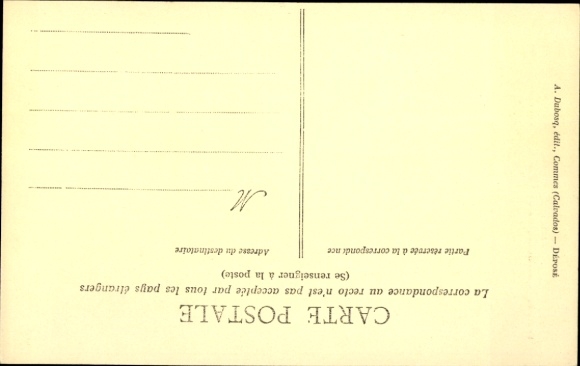 CARTE POSTALE
La correspondance au recto n'est pas acceptée par tous les pays étrangers
(Se renseigner à la poste)
Partie réservée à la correspondance
Adresse du destinataire
M
A. Dubosq, édit., Commes (Calvados) — DÉPOSÉ